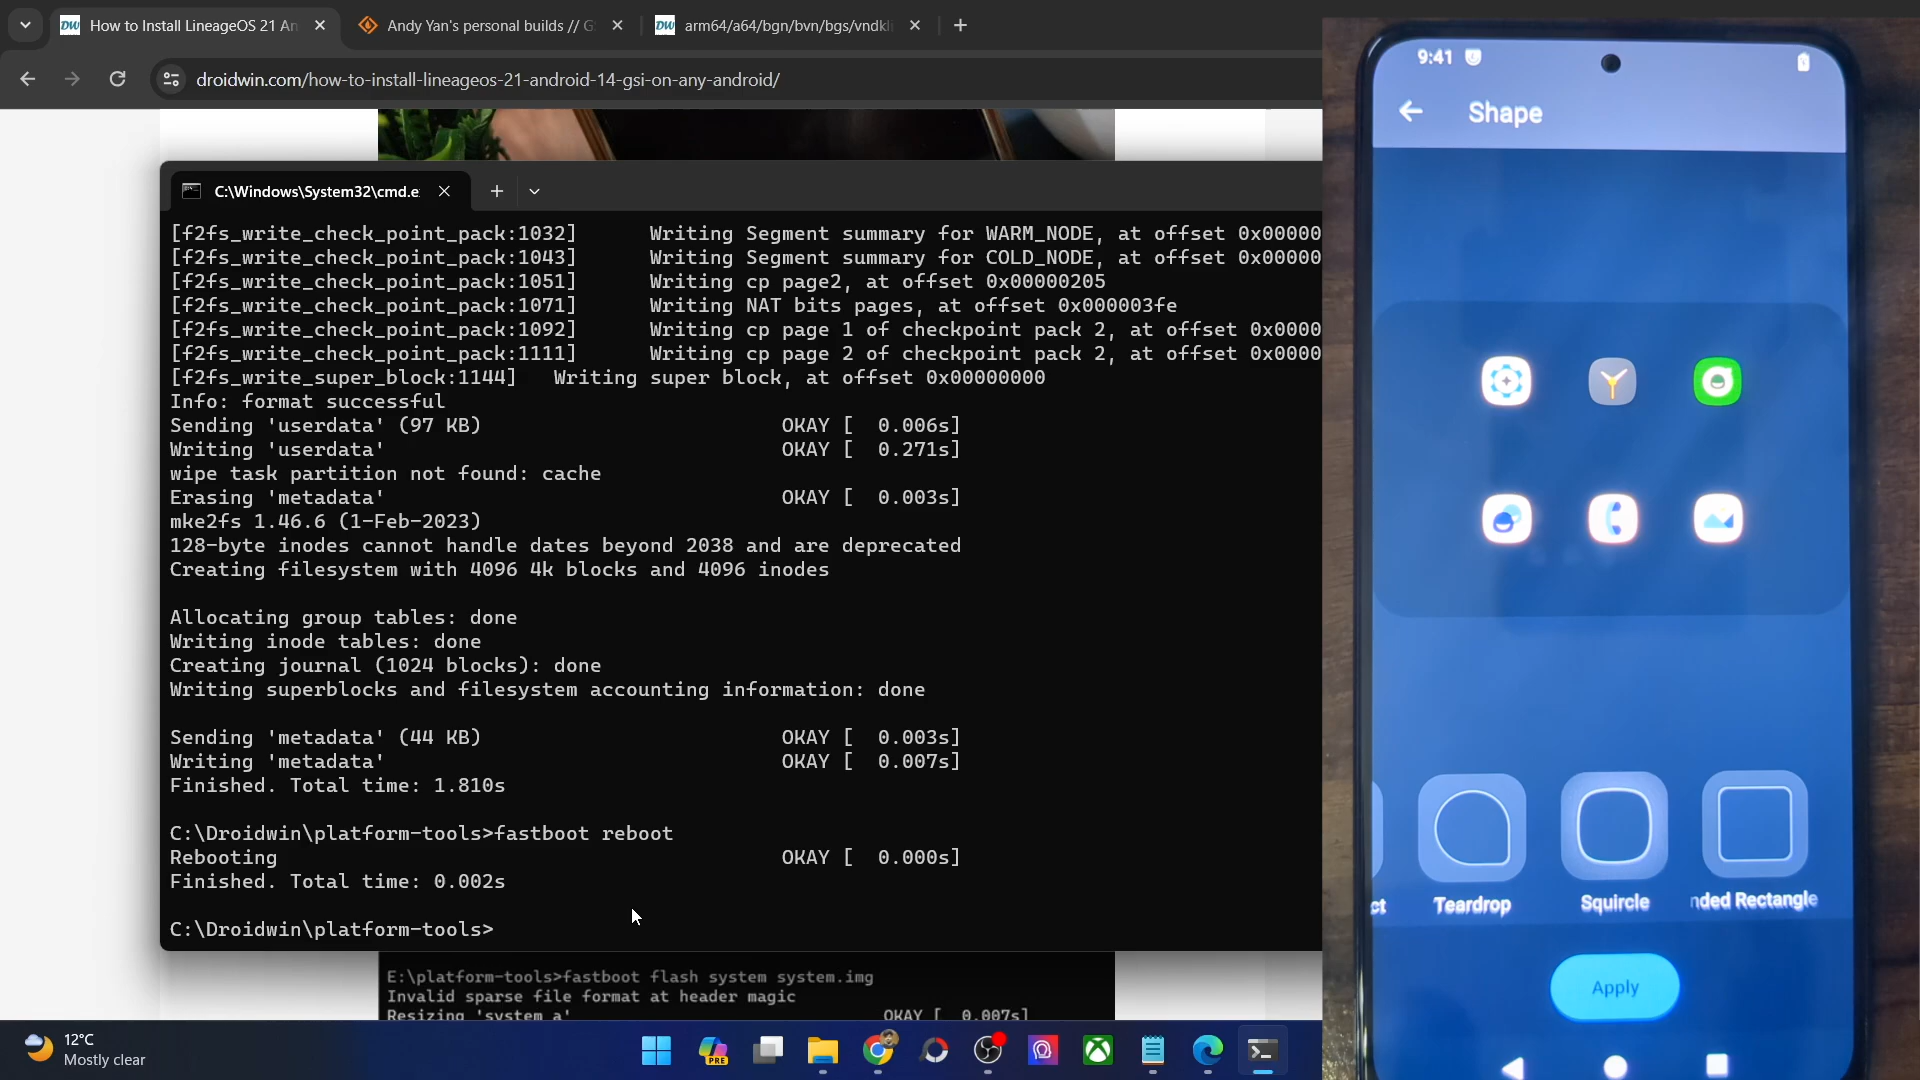 How to Install LineageOS 21 An
Andy Yan's personal builds // G
arm64/a64/bgn/bvn/bgs/vndkl
droidwin.com/how-to-install-lineageos-21-android-14-gsi-on-any-android/
C:\Windows\System32\cmd.e
[f2fs_write_check_point_pack:1032] Writing Segment summary for WARM_NODE, at offset 0x00000
[f2fs_write_check_point_pack:1043] Writing Segment summary for COLD_NODE, at offset 0x00000
[f2fs_write_check_point_pack:1051] Writing cp page2, at offset 0x00000205
[f2fs_write_check_point_pack:1071] Writing NAT bits pages, at offset 0x000003fe
[f2fs_write_check_point_pack:1092] Writing cp page 1 of checkpoint pack 2, at offset 0x0000
[f2fs_write_check_point_pack:1111] Writing cp page 2 of checkpoint pack 2, at offset 0x0000
[f2fs_write_super_block:1144] Writing super block, at offset 0x00000000
Info: format successful
Sending 'userdata' (97 KB) OKAY [ 0.006s]
Writing 'userdata' OKAY [ 0.271s]
wipe task partition not found: cache
Erasing 'metadata' OKAY [ 0.003s]
mke2fs 1.46.6 (1-Feb-2023)
128-byte inodes cannot handle dates beyond 2038 and are deprecated
Creating filesystem with 4096 4k blocks and 4096 inodes
Allocating group tables: done
Writing inode tables: done
Creating journal (1024 blocks): done
Writing superblocks and filesystem accounting information: done
Sending 'metadata' (44 KB) OKAY [ 0.003s]
Writing 'metadata' OKAY [ 0.007s]
Finished. Total time: 1.810s
C:\Droidwin\platform-tools>fastboot reboot
Rebooting OKAY [ 0.000s]
Finished. Total time: 0.002s
C:\Droidwin\platform-tools>
E:\platform-tools>fastboot flash system system.img
Invalid sparse file format at header magic
Resizing 'system_a' OKAY [ 0.007s]
12°C
Mostly clear
PRE
9:41
Shape
ct
Teardrop
Squircle
nded Rectangle
Apply